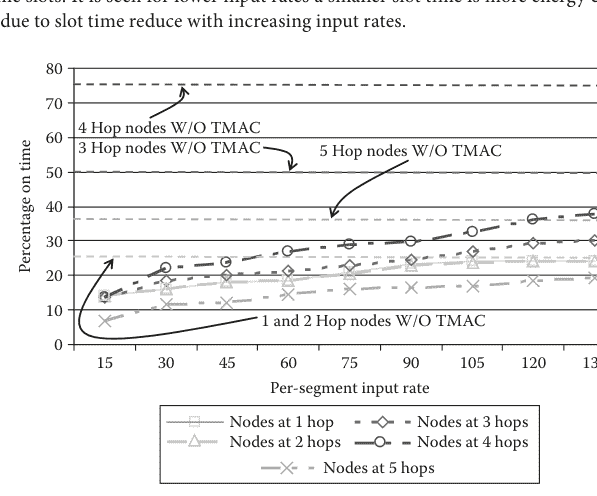 due to slot time reduce with increasing input rates.
80
70
60
50
40
30
20
10
0
Percentage on time
4 Hop nodes W/O TMAC
3 Hop nodes W/O TMAC
5 Hop nodes W/O TMAC
1 and 2 Hop nodes W/O TMAC
15 30 45 60 75 90 105 120
Per-segment input rate
Nodes at 1 hop Nodes at 3 hops
Nodes at 2 hops Nodes at 4 hops
Nodes at 5 hops